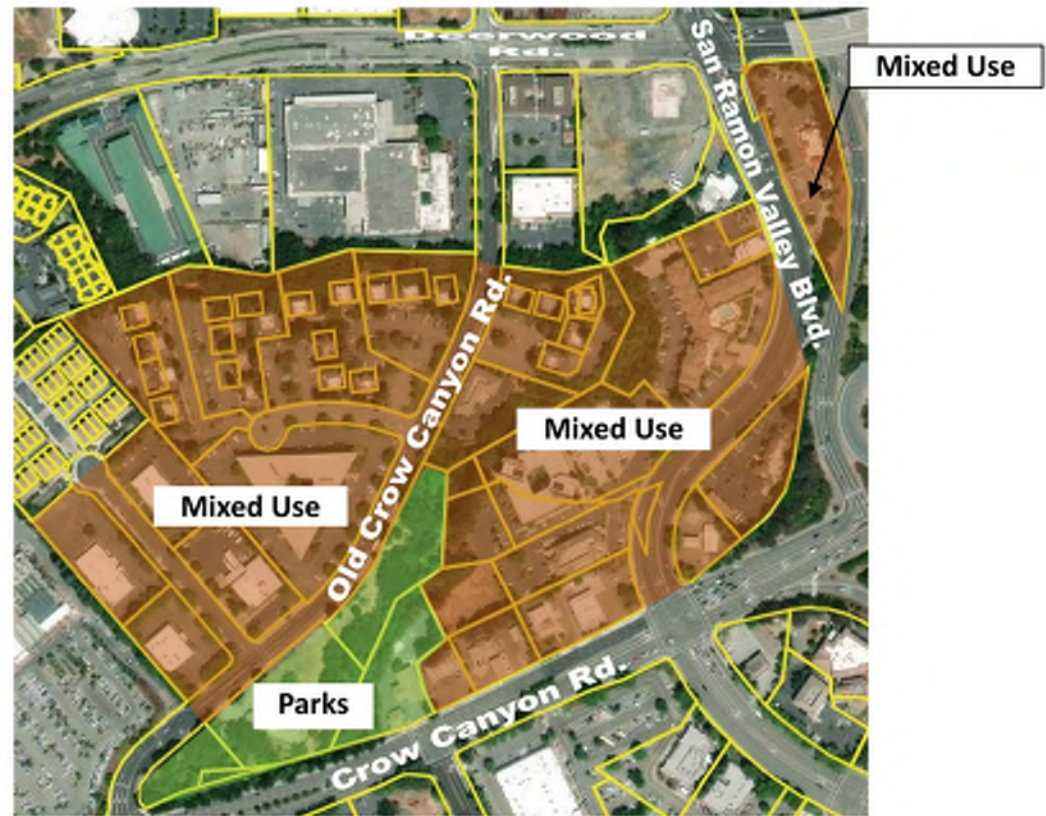 Deerwood
Rd.
San Ramon Valley Blvd.
Mixed Use
Old Crow Canyon Rd.
Mixed Use
Mixed Use
Parks
Crow Canyon Rd.